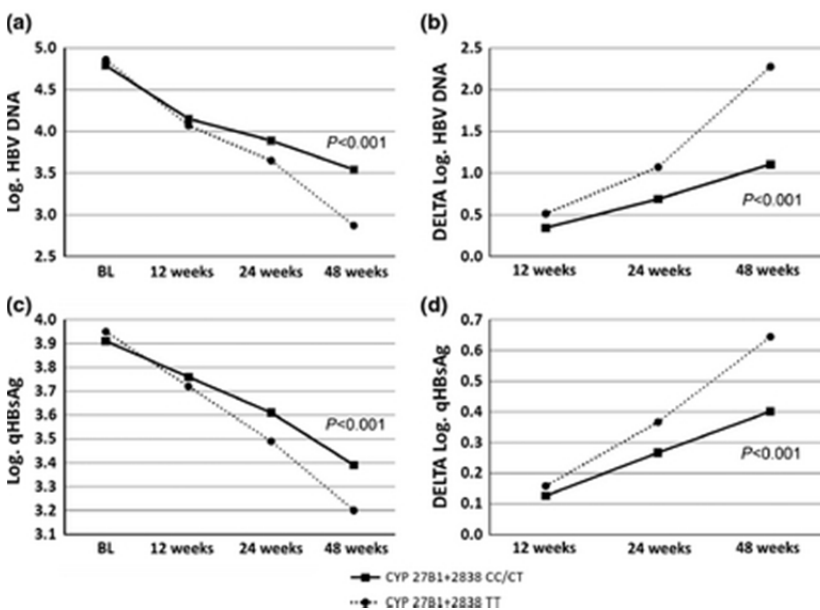 (a)
Log. HBV DNA
5.0
4.5
4.0
3.5
3.0
2.5
P<0.001
BL 12 weeks 24 weeks 48 weeks
(b)
DELTA Log. HBV DNA
2.5
2.0
1.5
1.0
0.5
0.0
P<0.001
12 weeks 24 weeks 48 weeks
(c)
Log. qHBsAg
4.0
3.9
3.8
3.7
3.6
3.5
3.4
3.3
3.2
3.1
P<0.001
BL 12 weeks 24 weeks 48 weeks
(d)
DELTA Log. qHBsAg
0.7
0.6
0.5
0.4
0.3
0.2
0.1
0.0
P<0.001
12 weeks 24 weeks 48 weeks
CYP 27B1+2838 CC/CT
CYP 27B1+2838 TT